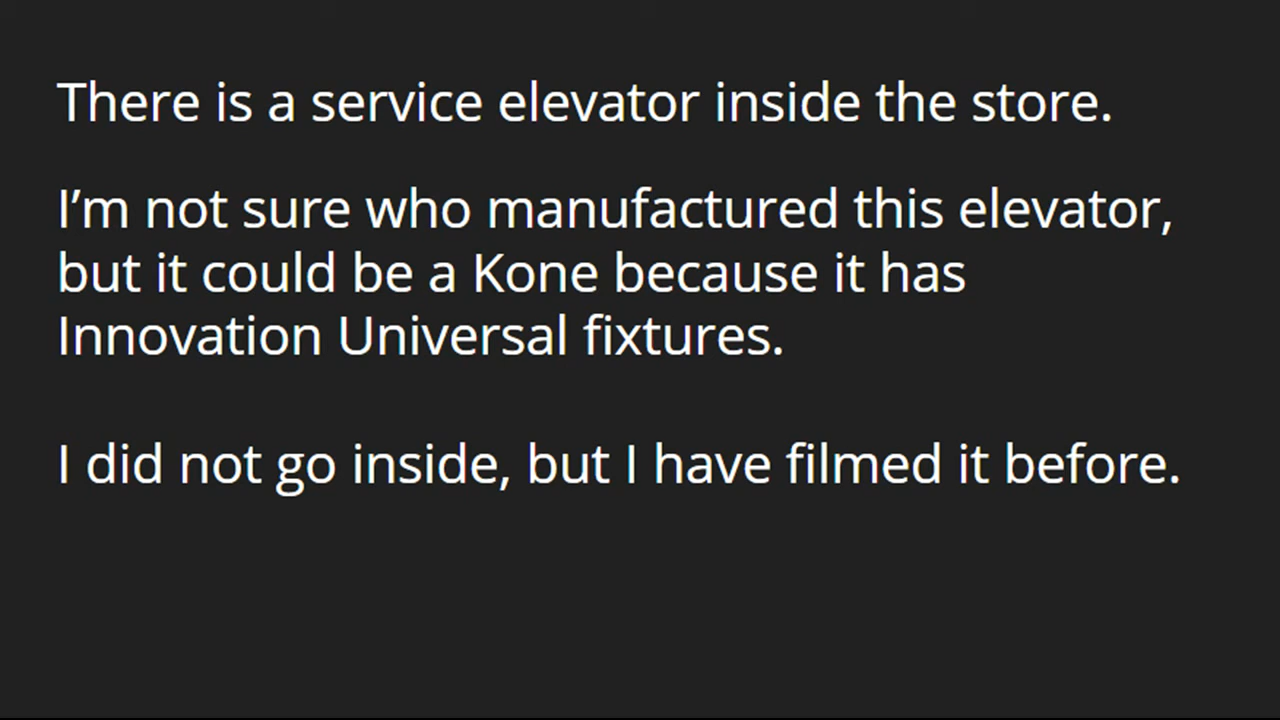 There is a service elevator inside the store.
I’m not sure who manufactured this elevator,
but it could be a Kone because it has
Innovation Universal fixtures.
I did not go inside, but I have filmed it before.